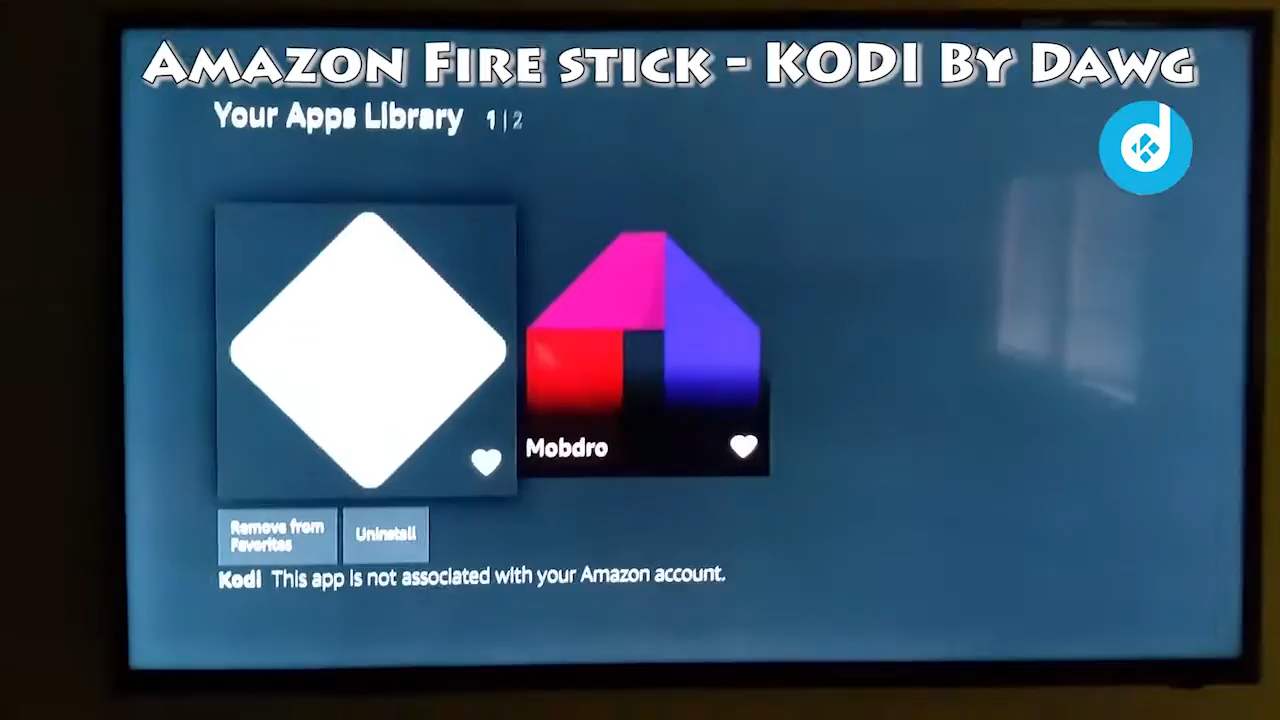 Amazon Fire stick - KODI By Dawg
Your Apps Library 1|2
Mobdro
Remove from
Favorites
Uninstall
Kodi This app is not associated with your Amazon account.